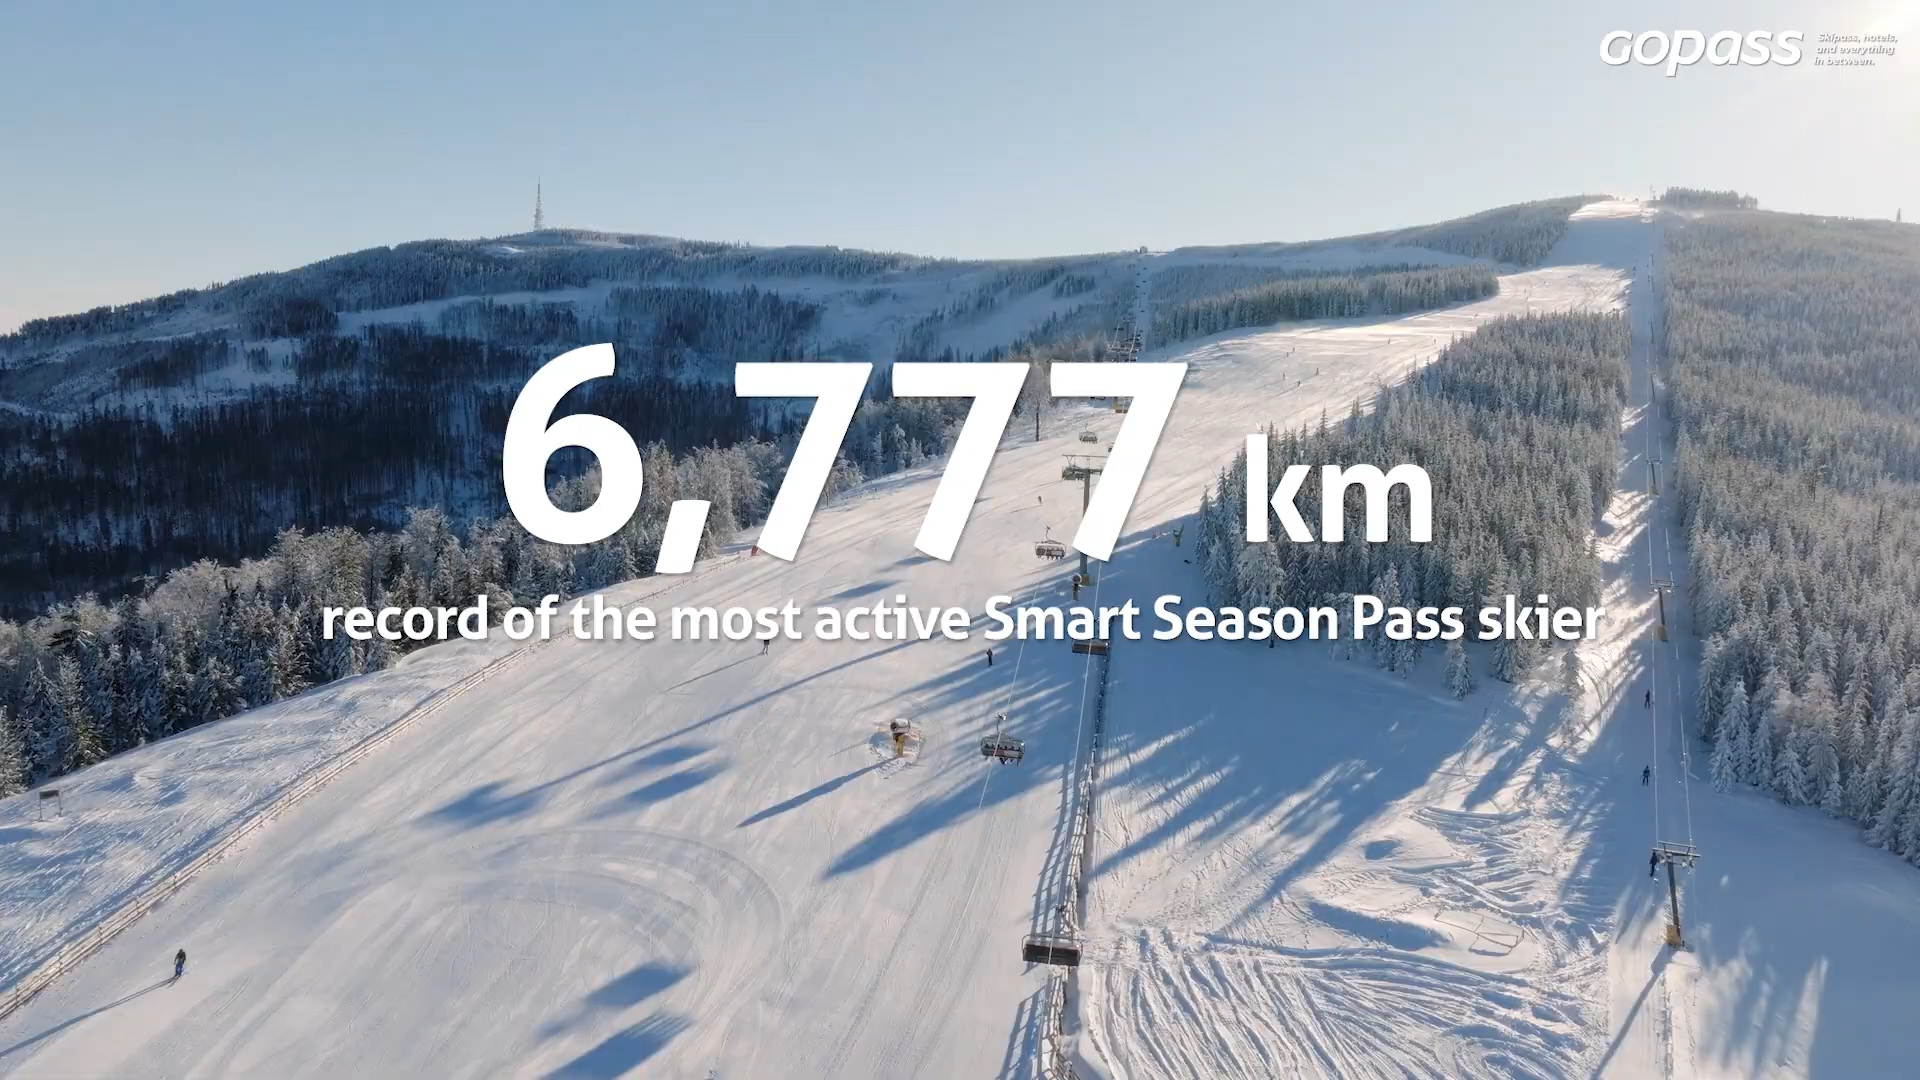 GOPASS
Skipass, hotels,
and everything
in between.
6,777 km
record of the most active Smart Season Pass skier